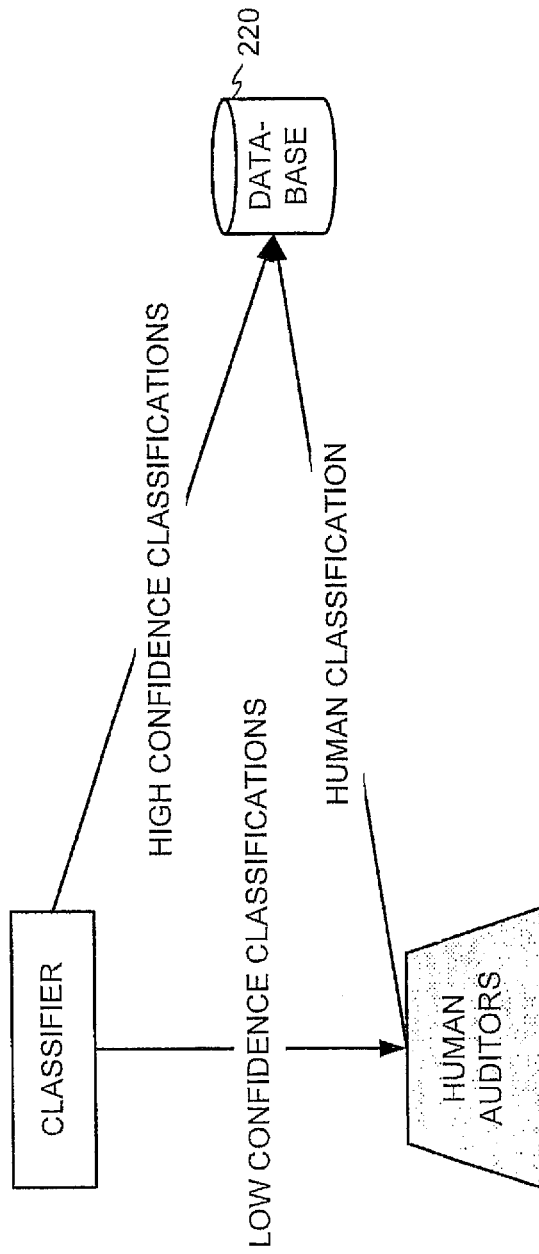 CLASSIFIER
HIGH CONFIDENCE CLASSIFICATIONS
LOW CONFIDENCE CLASSIFICATIONS
220
DATA-
BASE
HUMAN CLASSIFICATION
HUMAN
AUDITORS